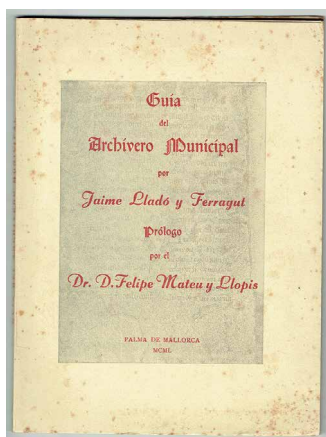 Guía
del
Archivero Municipal
por
Jaime Lladó y Ferragut
Prólogo
por el
Dr. D. Felipe Mateu y Llopis
PALMA DE MALLORCA
MCML